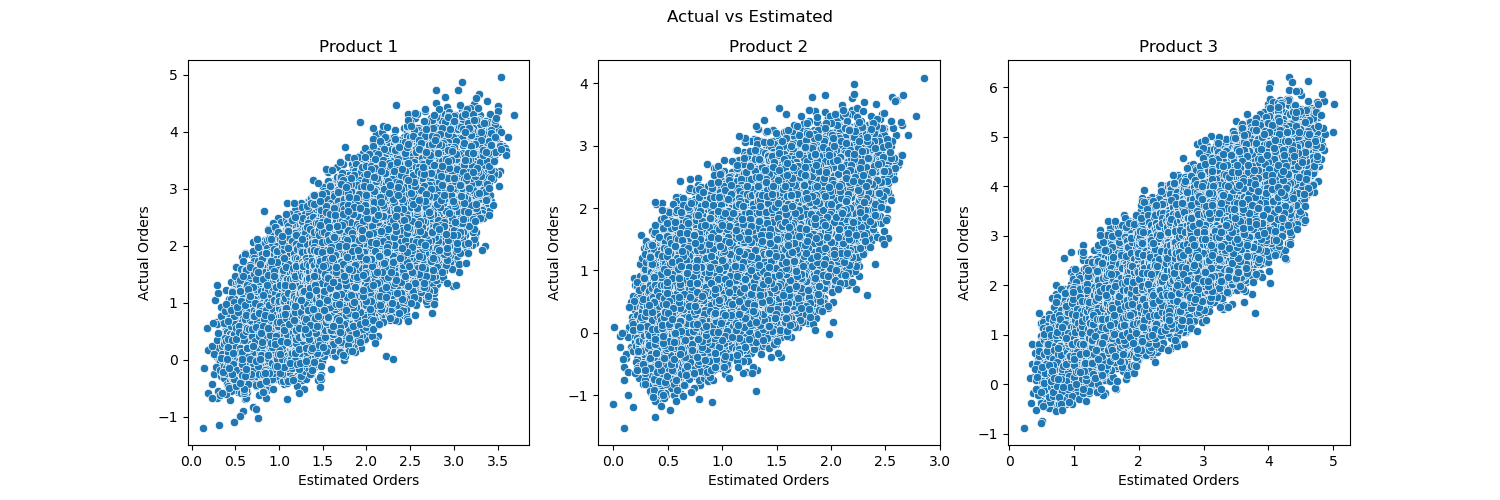 Actual vs Estimated
Product 1
Product 2
Product 3
5
4
3
2
1
0
−1
Actual Orders
0.0 0.5 1.0 1.5 2.0 2.5 3.0 3.5
Estimated Orders
4
3
2
1
0
−1
Actual Orders
0.0 0.5 1.0 1.5 2.0 2.5 3.0
Estimated Orders
6
5
4
3
2
1
0
−1
Actual Orders
0 1 2 3 4 5
Estimated Orders